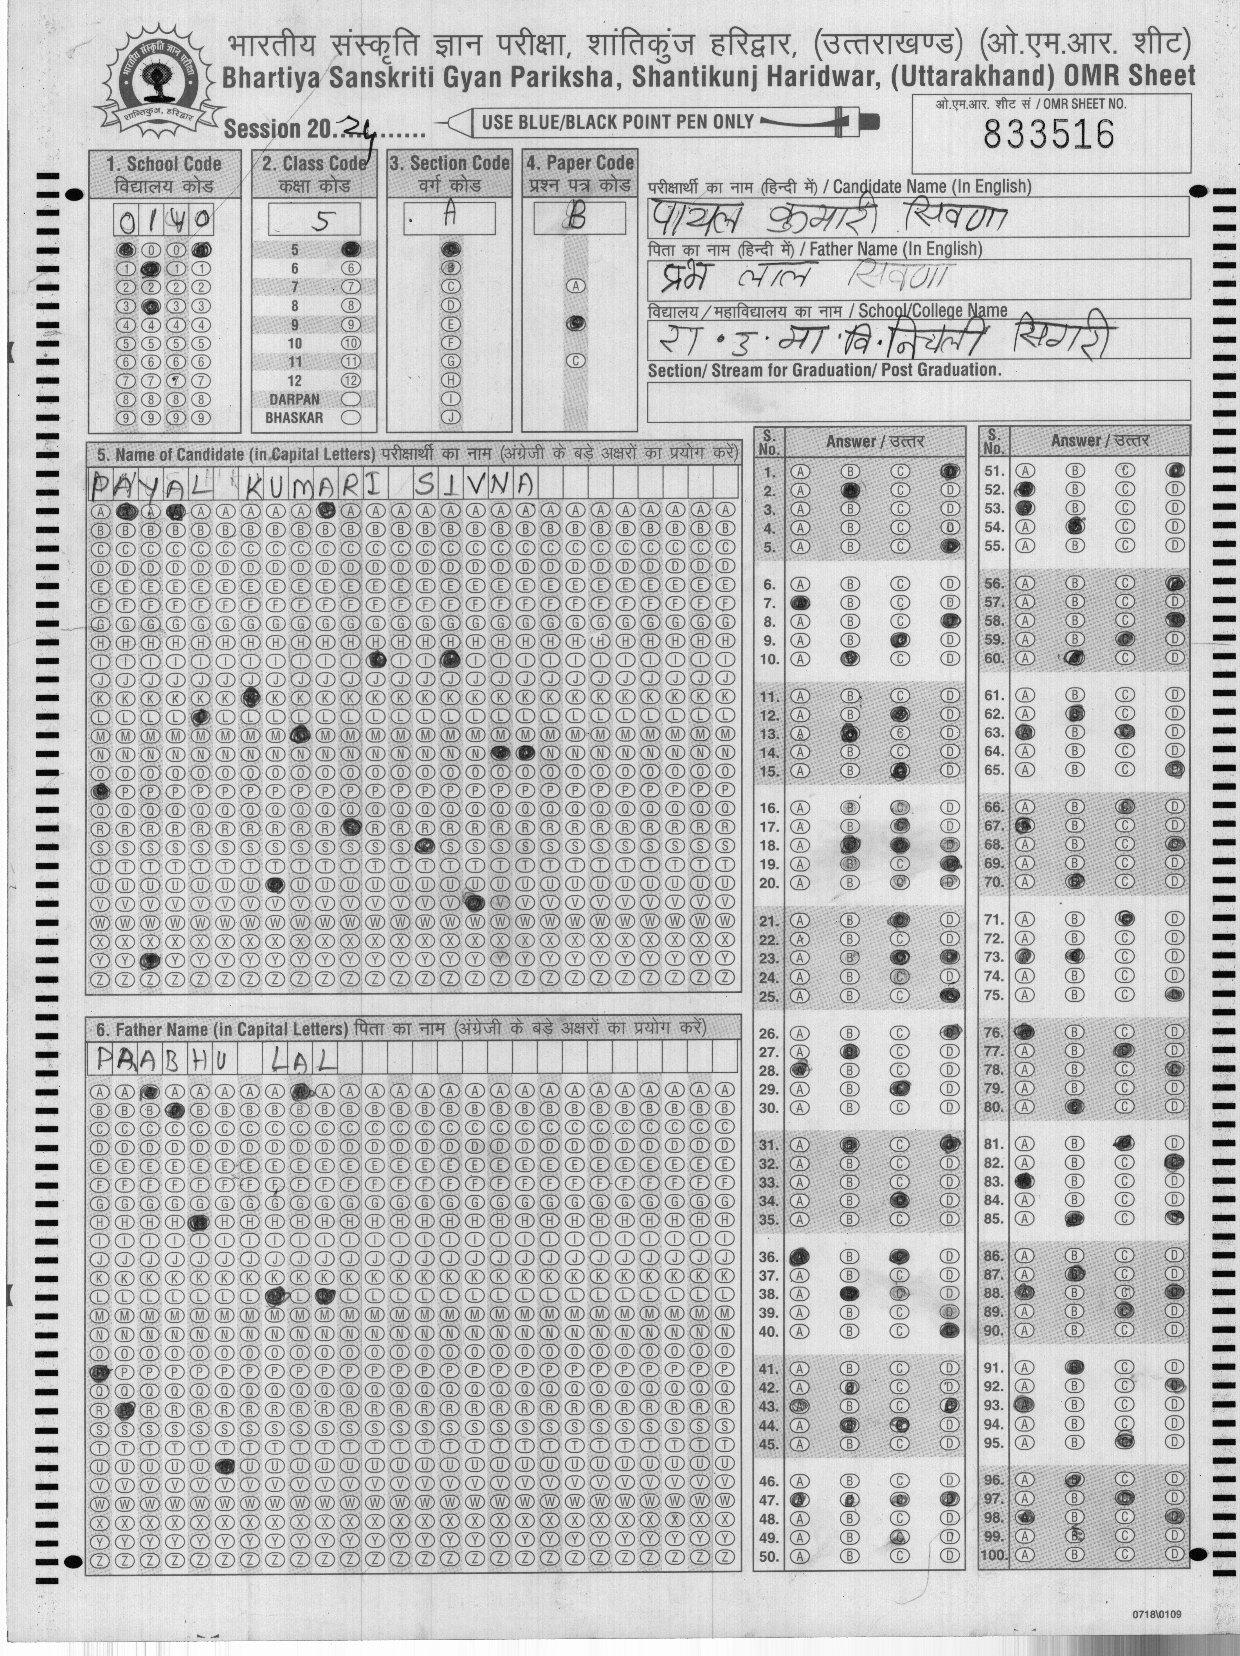 भारतीय संस्कृति ज्ञान परीक्षा, शांतिकुंज हरिद्वार, (उत्तराखण्ड) (ओ.एम.आर. शीट)
Bhartiya Sanskriti Gyan Pariksha, Shantikunj Haridwar, (Uttarakhand) OMR Sheet
Session 20 24
USE BLUE/BLACK POINT PEN ONLY
ओ.एम.आर. शीट सं / OMR SHEET NO.
833516
1. School Code
विद्यालय कोड
0140
2. Class Code
कक्षा कोड
5
5
6
7
8
9
10
11
12
DARPAN
BHASKAR
3. Section Code
वर्ग कोड
A
4. Paper Code
प्रश्न पत्र कोड
B
परीक्षार्थी का नाम (हिन्दी में) / Candidate Name (In English)
पायल कुमारी सिवणा
पिता का नाम (हिन्दी में) / Father Name (In English)
लाल सिवणा
विद्यालय / महाविद्यालय का नाम / School/College Name
रा.उ.मा.वि.निचली सिगरी
Section/ Stream for Graduation/ Post Graduation.
5. Name of Candidate (in Capital Letters) परीक्षार्थी का नाम (अंग्रेजी के बड़े अक्षरों का प्रयोग करें)
PAYAL KUMARI SIVNA
6. Father Name (in Capital Letters) पिता का नाम (अंग्रेजी के बड़े अक्षरों का प्रयोग करें)
PRABHU LAL
S. No. Answer / उत्तर
S. No. Answer / उत्तर
0718\0109